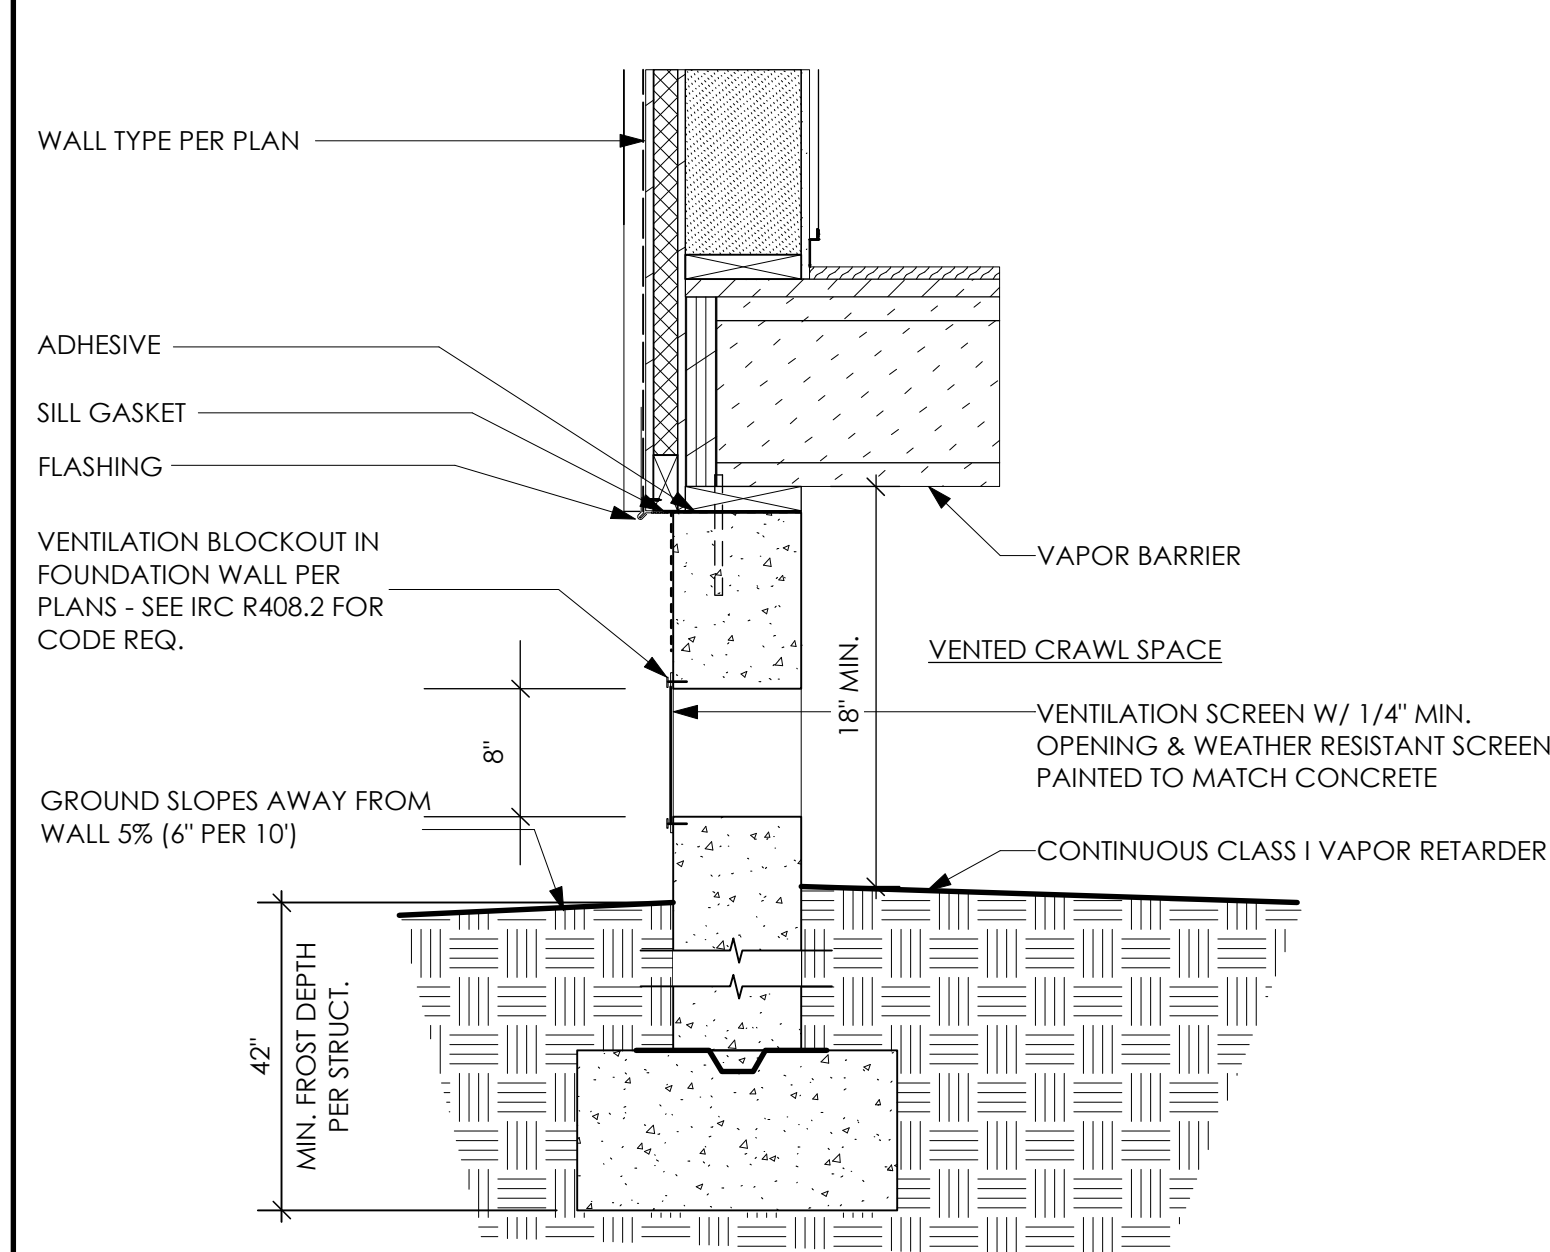 WALL TYPE PER PLAN
ADHESIVE
SILL GASKET
FLASHING
VENTILATION BLOCKOUT IN
FOUNDATION WALL PER
PLANS - SEE IRC R408.2 FOR
CODE REQ.
VAPOR BARRIER
VENTED CRAWL SPACE
18" MIN.
VENTILATION SCREEN W/ 1/4" MIN.
OPENING & WEATHER RESISTANT SCREEN
PAINTED TO MATCH CONCRETE
8"
GROUND SLOPES AWAY FROM
WALL 5% (6" PER 10')
CONTINUOUS CLASS I VAPOR RETARDER
42"
MIN. FROST DEPTH
PER STRUCT.